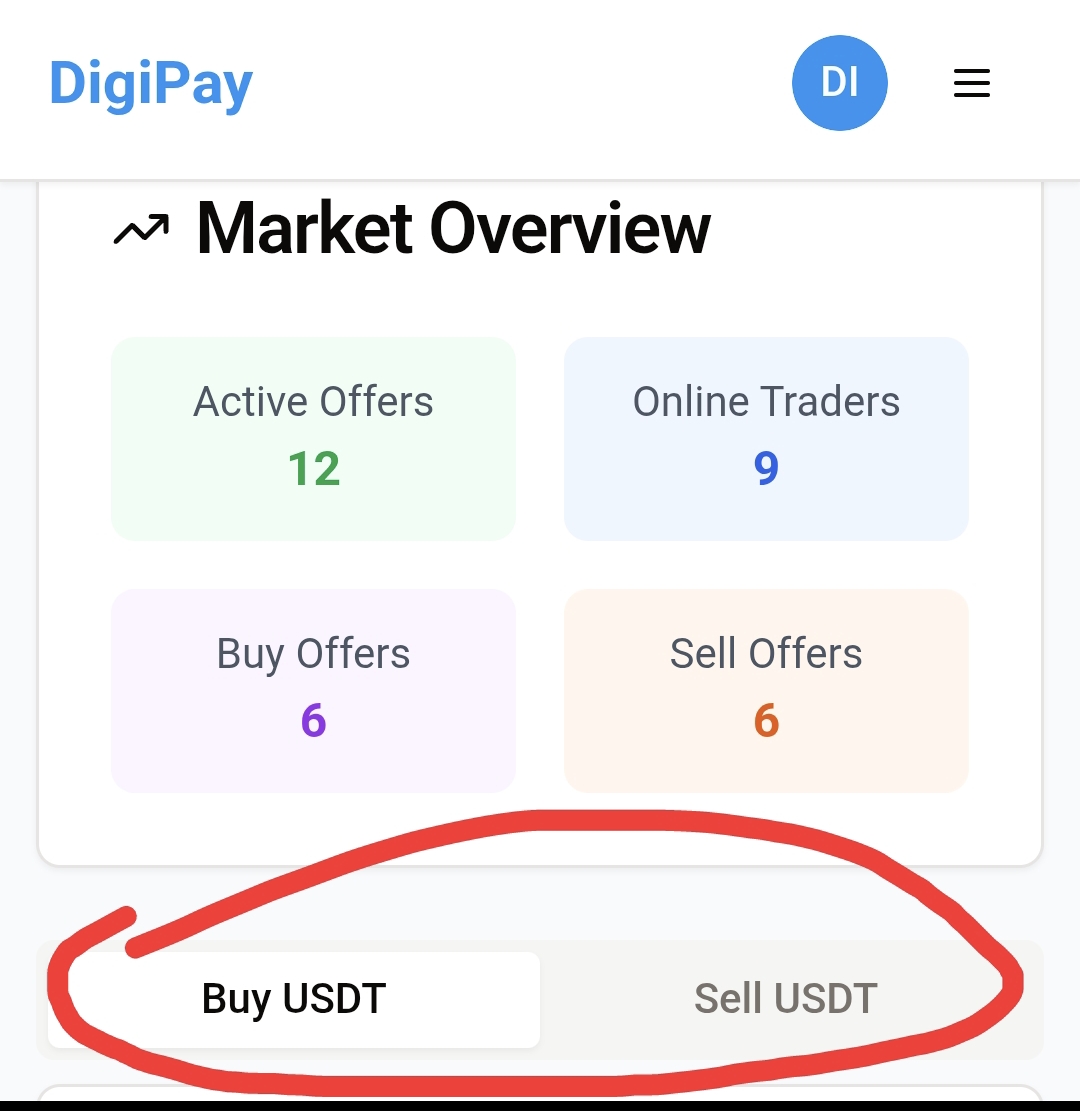 DigiPay DI
Market Overview
Active Offers Online Traders
12 9
Buy Offers Sell Offers
6 6
Buy USDT Sell USDT